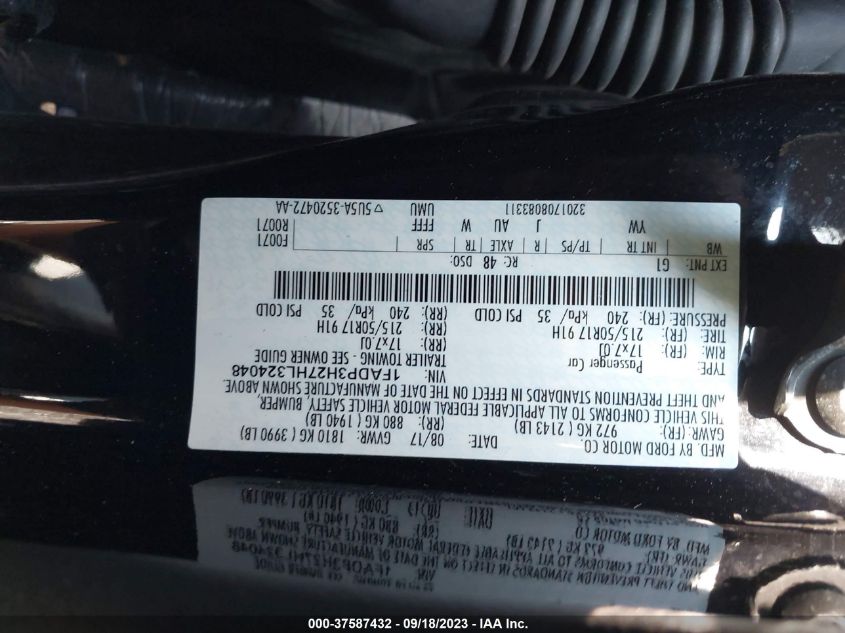 MFD. BY FORD MOTOR CO.
DATE: 08/17 GVWR: 1810 KG ( 3990 LB)
GAWR: (FR): 972 KG ( 2143 LB) (RR): 880 KG ( 1940 LB)
THIS VEHICLE CONFORMS TO ALL APPLICABLE FEDERAL MOTOR VEHICLE SAFETY, BUMPER,
AND THEFT PREVENTION STANDARDS IN EFFECT ON THE DATE OF MANUFACTURE SHOWN ABOVE.
VIN: 1FADP3H27HL324048
TYPE: Passenger Car TRAILER TOWING - SEE OWNER GUIDE
RIM: (FR): 17x7.0J (RR): 17x7.0J
TIRE: (FR): 215/50R17 91H (RR): 215/50R17 91H
PRESSURE: (FR): 240 kPa/ 35 PSI COLD (RR): 240 kPa/ 35 PSI COLD
EXT PNT: G1 RC: 48 DSO:
WB INT TR TP/PS R AXLE TR SPR F0071
YW J AU W FFFF R0071
3201708083311 UMU 5U5A-3520472-AA
000-37587432 - 09/18/2023 - IAA Inc.